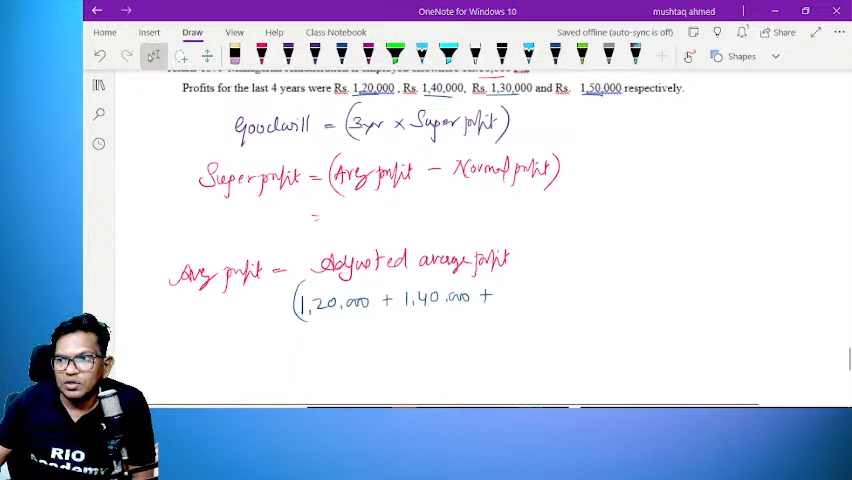 OneNote for Windows 10
mushtaq ahmed
Home Insert Draw View Help Class Notebook
Saved offline (auto-sync is off)
Share
Shapes
Profits for the last 4 years were Rs. 1,20,000 , Rs. 1,40,000, Rs. 1,30,000 and Rs. 1,50,000 respectively.
Goodwill = (3yr × Super profit)
Super profit = (Avg profit - Normal profit)
=
Avg profit = Adjusted average profit
(1,20,000 + 1,40,000 +
RIO
Academy